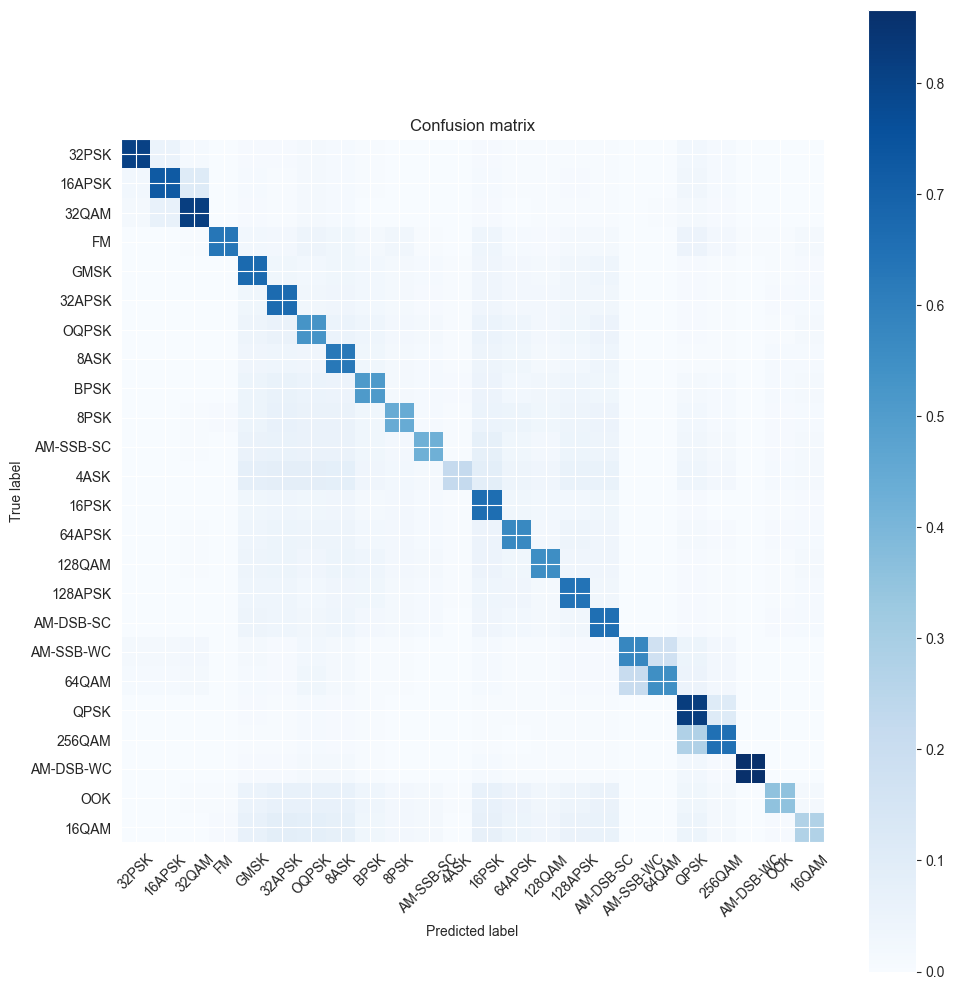 Confusion matrix
True label
32PSK
16APSK
32QAM
FM
GMSK
32APSK
OQPSK
8ASK
BPSK
8PSK
AM-SSB-SC
4ASK
16PSK
64APSK
128QAM
128APSK
AM-DSB-SC
AM-SSB-WC
64QAM
QPSK
256QAM
AM-DSB-WC
OOK
16QAM
32PSK
16APSK
32QAM
FM
GMSK
32APSK
OQPSK
8ASK
BPSK
8PSK
AM-SSB-SC
4ASK
16PSK
64APSK
128QAM
128APSK
AM-DSB-SC
AM-SSB-WC
64QAM
QPSK
256QAM
AM-DSB-WC
OOK
16QAM
Predicted label
0.8
0.7
0.6
0.5
0.4
0.3
0.2
0.1
0.0